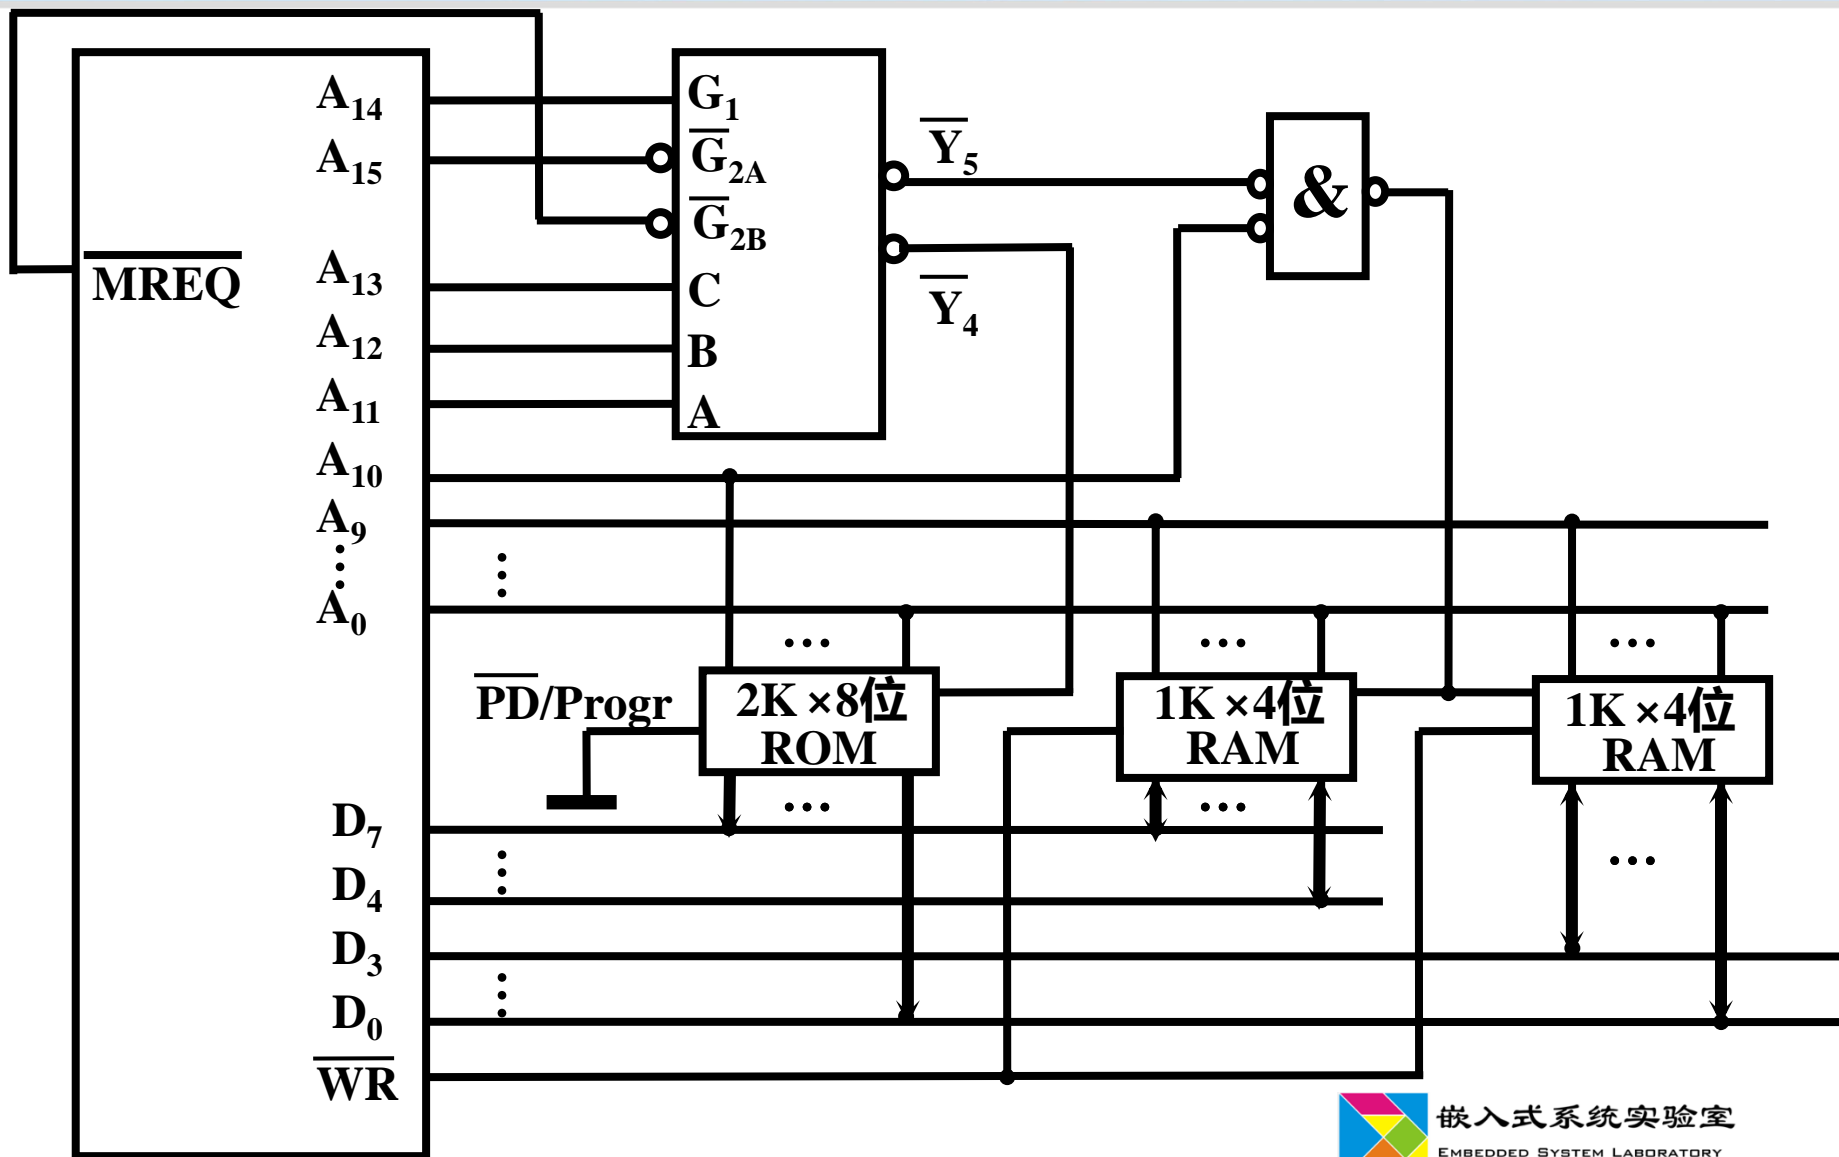 A14
A15
MREQ
A13
A12
A11
A10
A9
A0
G1
G2A
G2B
C
B
A
Y5
Y4
&
PD/Progr
2K ×8位
ROM
1K ×4位
RAM
1K ×4位
RAM
D7
D4
D3
D0
WR
嵌入式系统实验室
EMBEDDED SYSTEM LABORATORY